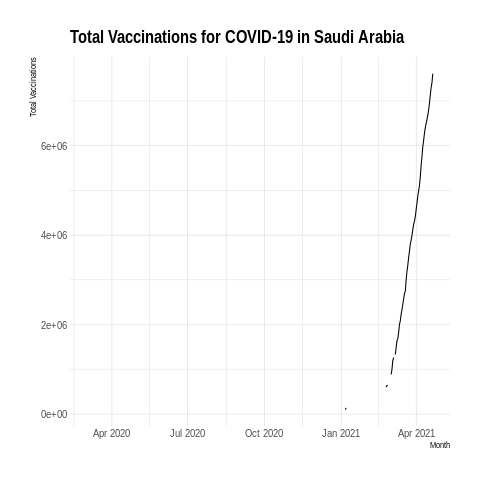 Total Vaccinations for COVID-19 in Saudi Arabia
Total Vaccinations
6e+06
4e+06
2e+06
0e+00
Apr 2020 Jul 2020 Oct 2020 Jan 2021 Apr 2021
Month